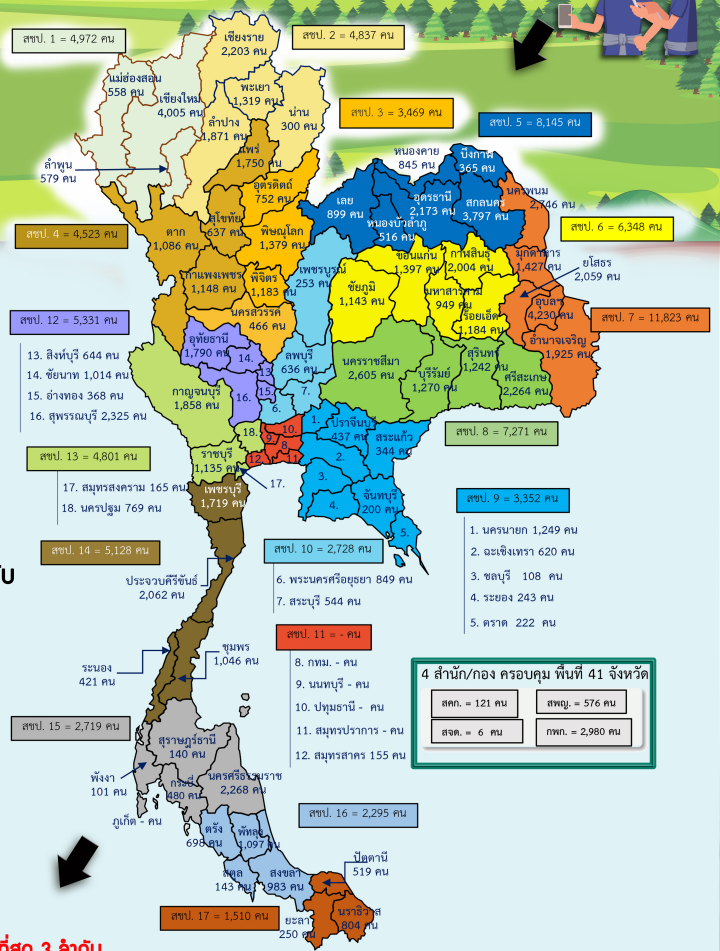 สชป. 1 = 4,972 คน
สชป. 2 = 4,837 คน
เชียงราย
2,203 คน
แม่ฮ่องสอน
558 คน
เชียงใหม่
4,005 คน
พะเยา
1,319 คน
น่าน
300 คน
ลำปาง
1,871 คน
ลำพูน
579 คน
สชป. 3 = 3,469 คน
สชป. 5 = 8,145 คน
แพร่
1,750 คน
อุตรดิตถ์
752 คน
หนองคาย
845 คน
บึงกาฬ
365 คน
นครพนม
2,746 คน
เลย
899 คน
อุดรธานี
2,173 คน
สกลนคร
3,797 คน
หนองบัวลำภู
516 คน
สชป. 4 = 4,523 คน
ตาก
1,086 คน
สุโขทัย
637 คน
พิษณุโลก
1,379 คน
สชป. 6 = 6,348 คน
กำแพงเพชร
1,148 คน
พิจิตร
1,183 คน
เพชรบูรณ์
253 คน
ขอนแก่น
1,397 คน
กาฬสินธุ์
2,004 คน
มุกดาหาร
1,427 คน
ยโสธร
2,059 คน
ชัยภูมิ
1,143 คน
มหาสารคาม
949 คน
ร้อยเอ็ด
1,184 คน
อุบลฯ
4,230 คน
สชป. 7 = 11,823 คน
อำนาจเจริญ
1,925 คน
นครสวรรค์
466 คน
สชป. 12 = 5,331 คน
13. สิงห์บุรี 644 คน
14. ชัยนาท 1,014 คน
15. อ่างทอง 368 คน
16. สุพรรณบุรี 2,325 คน
อุทัยธานี
1,790 คน
14.
13.
15.
16.
ลพบุรี
636 คน
7.
6.
นครราชสีมา
2,605 คน
บุรีรัมย์
1,270 คน
สุรินทร์
1,242 คน
ศรีสะเกษ
2,264 คน
กาญจนบุรี
1,858 คน
สชป. 8 = 7,271 คน
สชป. 13 = 4,801 คน
17. สมุทรสงคราม 165 คน
18. นครปฐม 769 คน
18.
ราชบุรี
1,135 คน
10.
9.
8.
12.
11.
17.
1.
ปราจีนบุรี
437 คน
สระแก้ว
344 คน
2.
3.
4.
จันทบุรี
200 คน
5.
เพชรบุรี
1,719 คน
สชป. 9 = 3,352 คน
1. นครนายก 1,249 คน
2. ฉะเชิงเทรา 620 คน
3. ชลบุรี 108 คน
4. ระยอง 243 คน
5. ตราด 222 คน
สชป. 14 = 5,128 คน
สชป. 10 = 2,728 คน
6. พระนครศรีอยุธยา 849 คน
7. สระบุรี 544 คน
ประจวบคีรีขันธ์
2,062 คน
สชป. 11 = - คน
8. กทม. - คน
9. นนทบุรี - คน
10. ปทุมธานี - คน
11. สมุทรปราการ - คน
12. สมุทรสาคร 155 คน
ชุมพร
1,046 คน
ระนอง
421 คน
4 สำนัก/กอง ครอบคุม พื้นที่ 41 จังหวัด
สคก. = 121 คน
สพญ. = 576 คน
สจด. = 6 คน
กพก. = 2,980 คน
สชป. 15 = 2,719 คน
สุราษฎร์ธานี
140 คน
พังงา
101 คน
กระบี่
480 คน
นครศรีธรรมราช
2,268 คน
ภูเก็ต - คน
สชป. 16 = 2,295 คน
ตรัง
698 คน
พัทลุง
1,097 คน
สตูล
143 คน
สงขลา
983 คน
ปัตตานี
519 คน
สชป. 17 = 1,510 คน
ยะลา
250 คน
นราธิวาส
804 คน
ที่สุด 3 ลำดับ